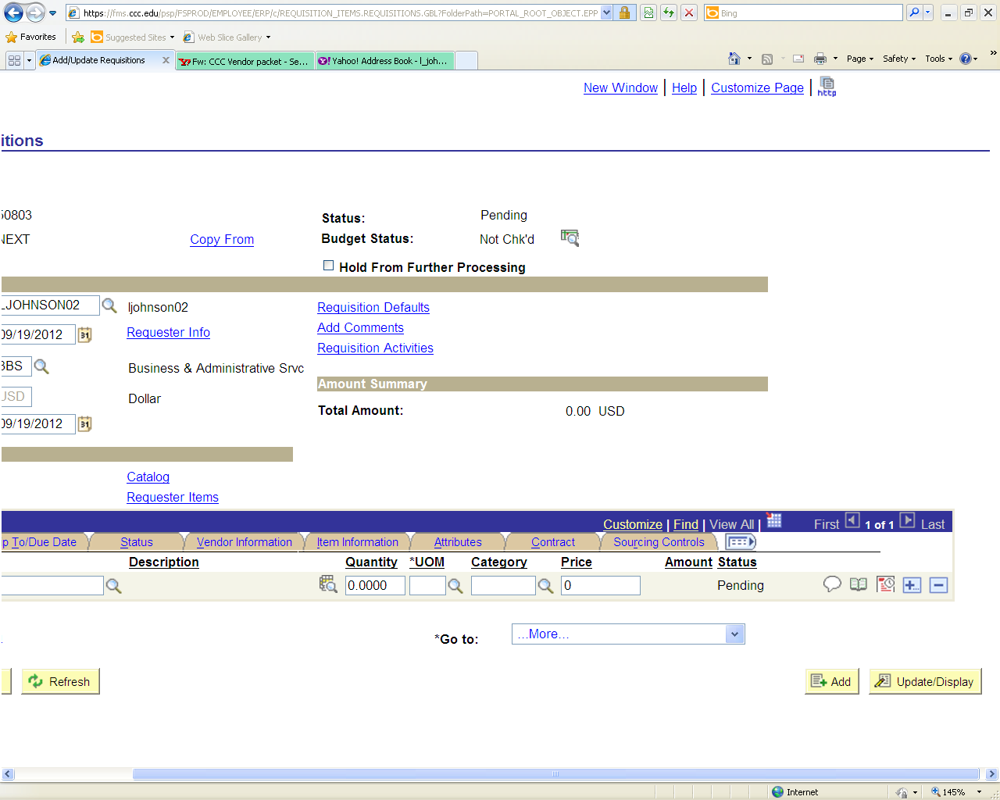 https://fms.ccc.edu/psp/FSPROD/EMPLOYEE/ERP/c/REQUISITION_ITEMS.REQUISITIONS.GBL?FolderPath=PORTAL_ROOT_OBJECT.EPP Bing
Favorites Suggested Sites Web Slice Gallery
Add/Update Requisitions Fw: CCC Vendor packet - Se... Yahoo! Address Book - l_joh... Page Safety Tools
New Window | Help | Customize Page | http
itions
50803 Status: Pending
NEXT Copy From Budget Status: Not Chk'd
Hold From Further Processing
LJOHNSON02 ljohnson02 Requisition Defaults
09/19/2012 31 Requester Info Add Comments
Requisition Activities
BBS Business & Administrative Srvc
Amount Summary
USD Dollar
Total Amount: 0.00 USD
09/19/2012 31
Catalog
Requester Items
Customize | Find | View All | First 1 of 1 Last
p To/Due Date Status Vendor Information Item Information Attributes Contract Sourcing Controls
Description Quantity *UOM Category Price Amount Status
0.0000 0 Pending
*Go to: ...More...
Refresh Add Update/Display
Internet 145%